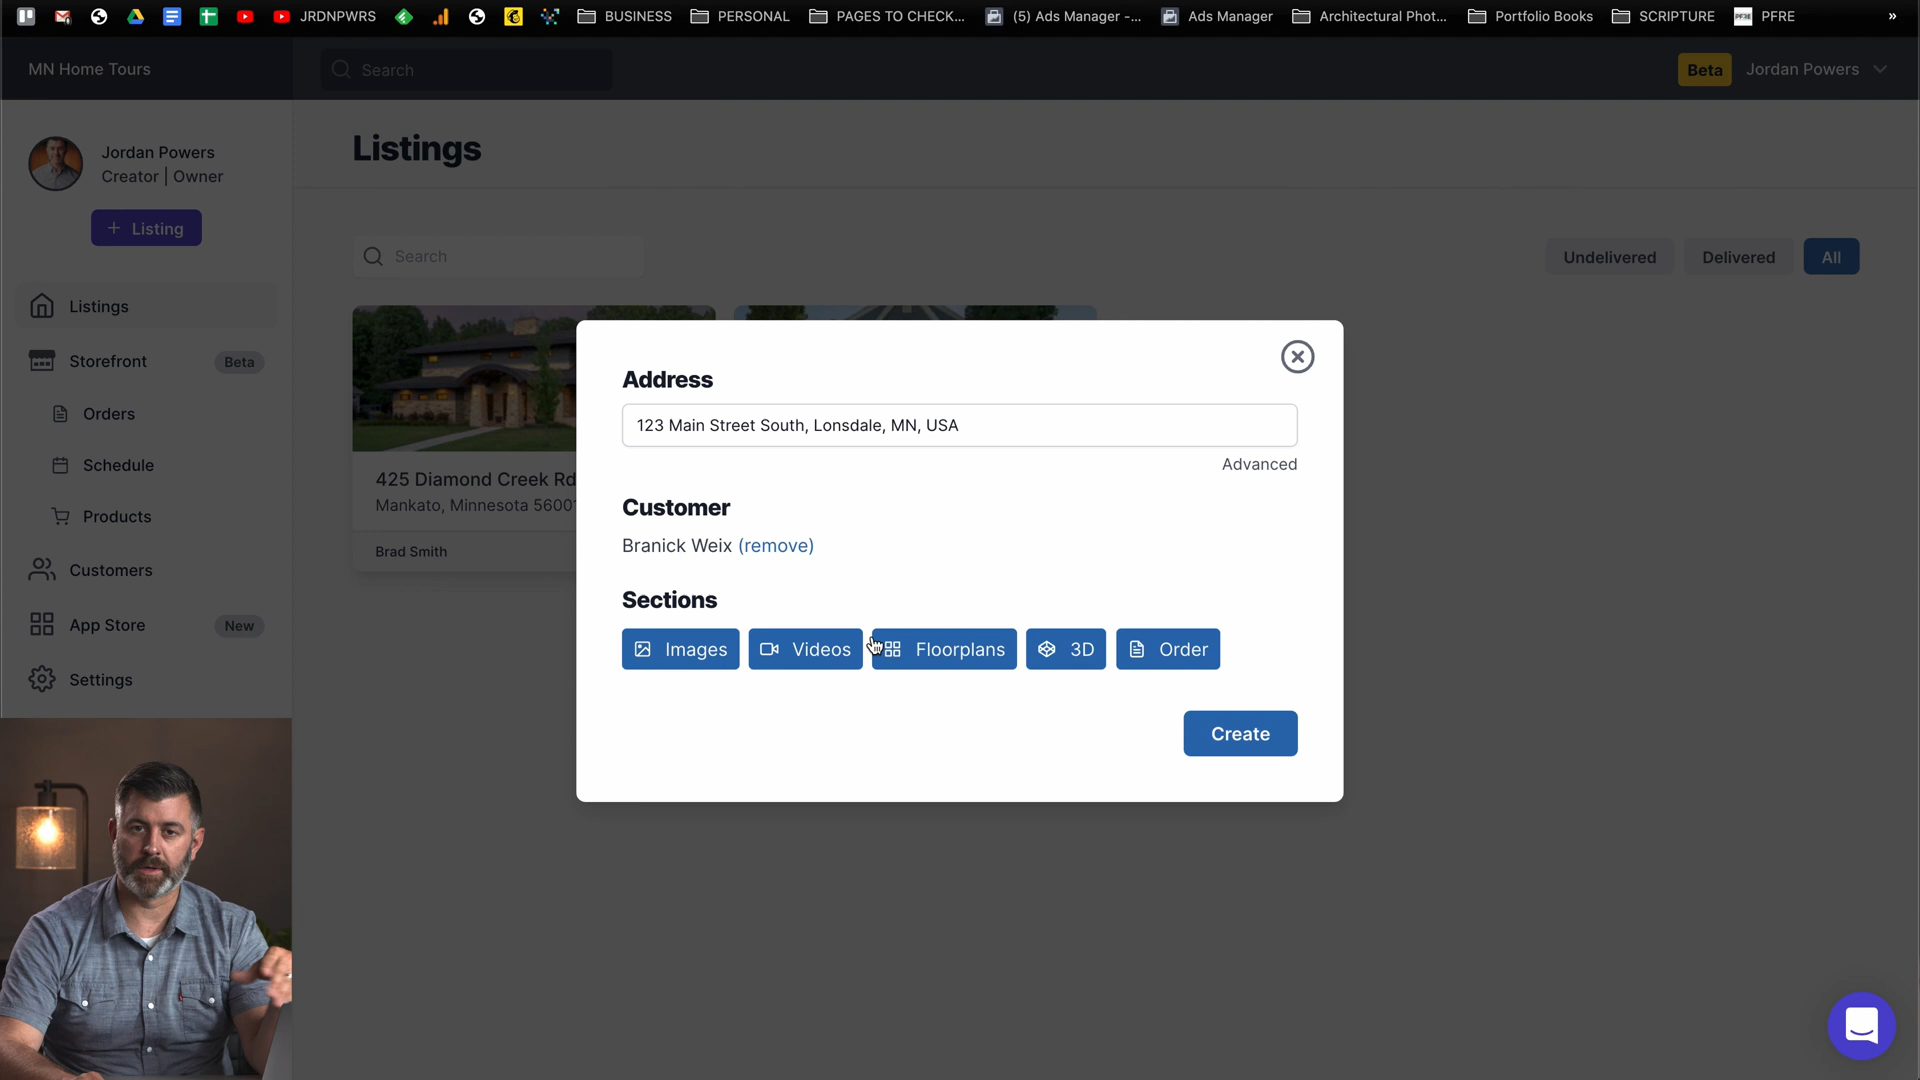 JRDNPWRS
BUSINESS
PERSONAL
PAGES TO CHECK...
(5) Ads Manager -...
Ads Manager
Architectural Phot...
Portfolio Books
SCRIPTURE
PFRE
PFRE
»
MN Home Tours
Search
Beta
Jordan Powers
Jordan Powers
Creator | Owner
+ Listing
Listings
Storefront
Beta
Orders
Schedule
Products
Customers
App Store
New
Settings
Listings
Search
Undelivered
Delivered
All
425 Diamond Creek Rd
Mankato, Minnesota 56001
Brad Smith
Address
123 Main Street South, Lonsdale, MN, USA
Advanced
Customer
Branick Weix (remove)
Sections
Images
Videos
Floorplans
3D
Order
Create